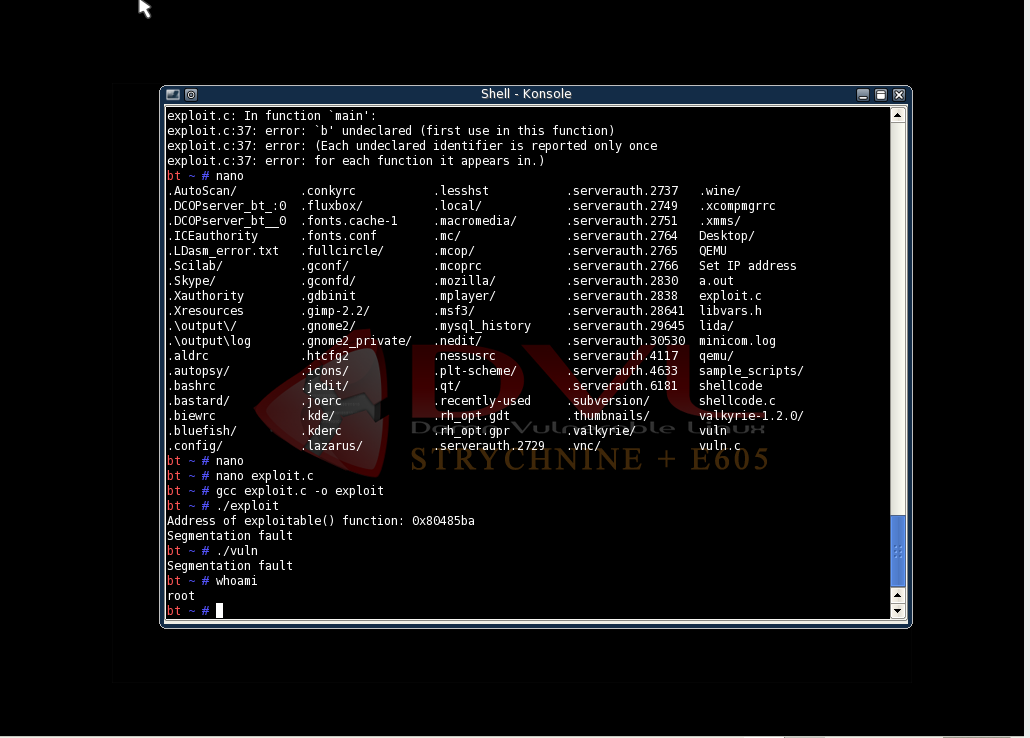 Shell - Konsole
exploit.c: In function `main':
exploit.c:37: error: `b' undeclared (first use in this function)
exploit.c:37: error: (Each undeclared identifier is reported only once
exploit.c:37: error: for each function it appears in.)
bt ~ # nano
.AutoScan/ .conkyrc .lesshst .serverauth.2737 .wine/
.DCOPserver_bt_:0 .fluxbox/ .local/ .serverauth.2749 .xcompmgrrc
.DCOPserver_bt__0 .fonts.cache-1 .macromedia/ .serverauth.2751 .xmms/
.ICEauthority .fonts.conf .mc/ .serverauth.2764 Desktop/
.LDasm_error.txt .fullcircle/ .mcop/ .serverauth.2765 QEMU
.Scilab/ .gconf/ .mcoprc .serverauth.2766 Set IP address
.Skype/ .gconfd/ .mozilla/ .serverauth.2830 a.out
.Xauthority .gdbinit .mplayer/ .serverauth.2838 exploit.c
.Xresources .gimp-2.2/ .msf3/ .serverauth.28641 libvars.h
.\output\/ .gnome2/ .mysql_history .serverauth.29645 lida/
.\output\log .gnome2_private/ .nedit/ .serverauth.30530 minicom.log
.aldrc .htcfg2 .nessusrc .serverauth.4117 qemu/
.autopsy/ .icons/ .plt-scheme/ .serverauth.4633 sample_scripts/
.bashrc .jedit/ .qt/ .serverauth.6181 shellcode
.bastard/ .joerc .recently-used .subversion/ shellcode.c
.biewrc .kde/ .rh_opt.gdt .thumbnails/ valkyrie-1.2.0/
.bluefish/ .kderc .rh_opt.gpr .valkyrie/ vuln
.config/ .lazarus/ .serverauth.2729 .vnc/ vuln.c
bt ~ # nano
bt ~ # nano exploit.c
bt ~ # gcc exploit.c -o exploit
bt ~ # ./exploit
Address of exploitable() function: 0x80485ba
Segmentation fault
bt ~ # ./vuln
Segmentation fault
bt ~ # whoami
root
bt ~ #
DVL
Damn Vulnerable Linux
STRYCHNINE + E605